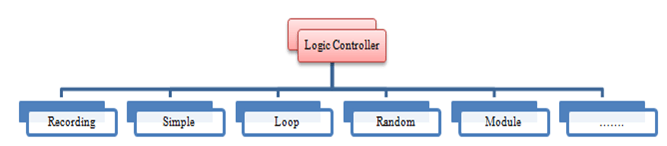 Logic Controller
Recording
Simple
Loop
Random
Module
.......